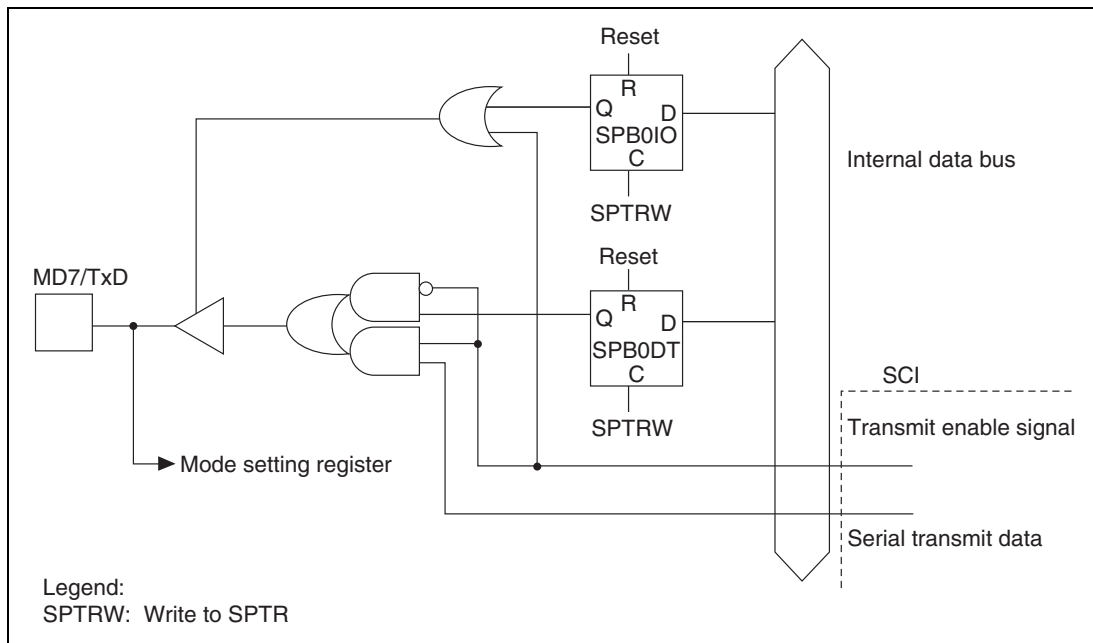 Reset
R
Q
D
SPB0IO
C
Internal data bus
SPTRW
Reset
MD7/TxD
R
Q
D
SPB0DT
C
SCI
SPTRW
Transmit enable signal
Mode setting register
Serial transmit data
Legend:
SPTRW: Write to SPTR